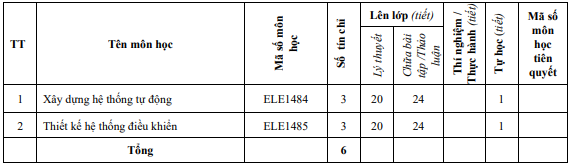 TT
Tên môn học
Mã số môn học
Số tín chỉ
Lên lớp (tiết)
Lý thuyết
Chữa bài tập /Thảo luận
Thí nghiệm / Thực hành (tiết)
Tự học (tiết)
Mã số
môn
học
tiên
quyết
1 Xây dựng hệ thống tự động ELE1484 3 20 24 1
2 Thiết kế hệ thống điều khiển ELE1485 3 20 24 1
Tổng 6